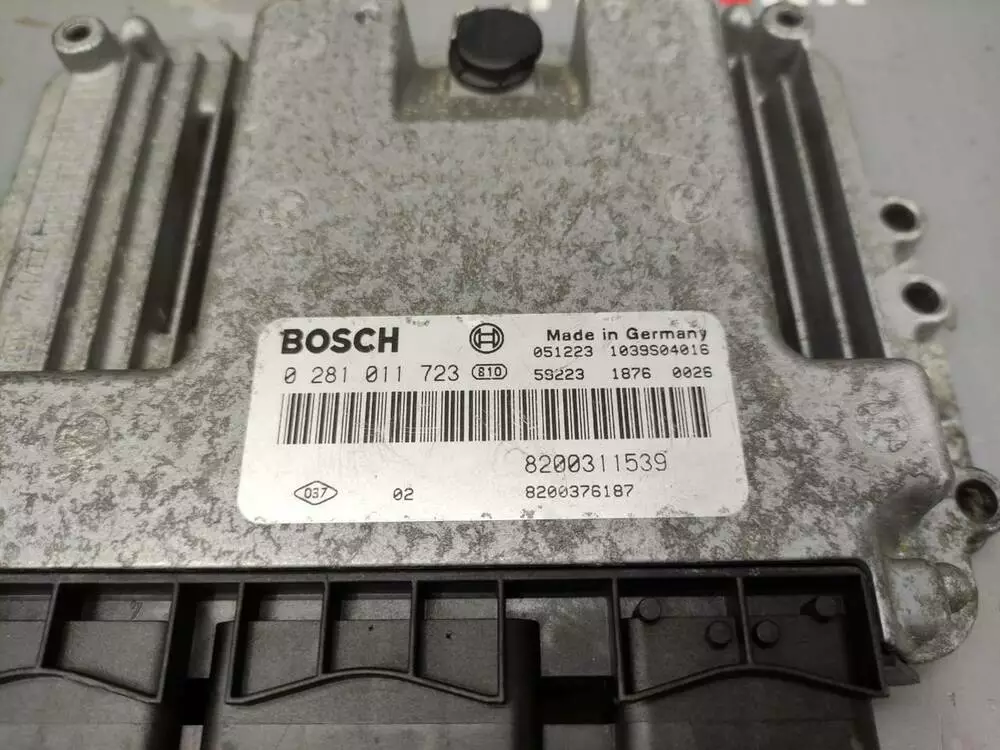 BOSCH
Made in Germany
051223 1039S04016
0 281 011 723 810 59223 1876 0026
8200311539
037 02 8200376187